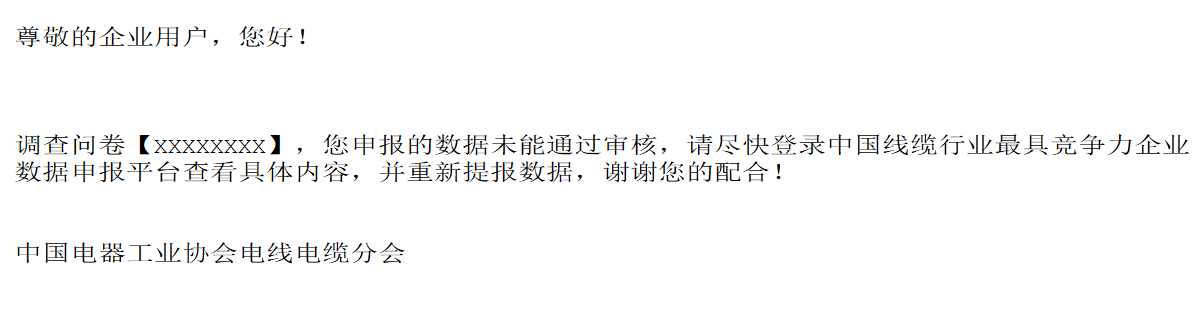 尊敬的企业用户，您好！
调查问卷【xxxxxxxx】，您申报的数据未能通过审核，请尽快登录中国线缆行业最具竞争力企业
数据申报平台查看具体内容，并重新提报数据，谢谢您的配合！
中国电器工业协会电线电缆分会